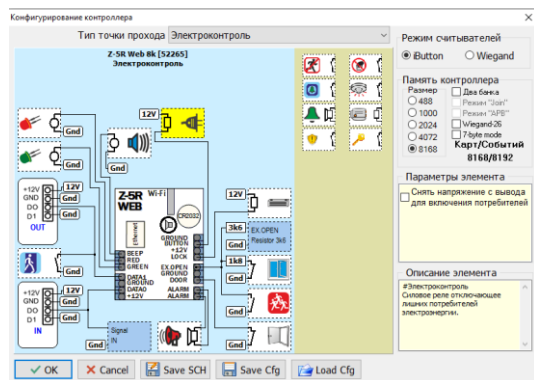 Конфигурирование контроллера
Тип точки прохода Электроконтроль
Режим считывателей
iButton Wiegand
Z-5R Web 8k [52265]
Электроконтроль
Память контроллера
Размер
488
1000
2024
4072
8168
Два банка
Режим "Join"
Режим "APB"
Wiegand-26
7-byte mode
Карт/Событий
8168/8192
Параметры элемента
Снять напряжение с вывода
для включения потребителей
Описание элемента
#Электроконтроль
Силовое реле отключающее
лишних потребителей
электроэнергии.
12V
Gnd
Gnd
Gnd
+12V
GND
DO
D1
OUT
12V
Gnd
Gnd
+12V
GND
DO
D1
IN
12V
Gnd
Z-5R
WEB
Wi-Fi
Ethernet
CR2032
BEEP
RED
GREEN
DATA1
GROUND
DATA0
+12V
GROUND
BUTTON
+12V
LOCK
EX.OPEN
GROUND
DOOR
ALARM
ALARM
12V
3k6
Gnd
EX.OPEN
Resistor 3k6
1k8
Gnd
Gnd
Signal
IN
Gnd
OK
Cancel
Save SCH
Save Cfg
Load Cfg